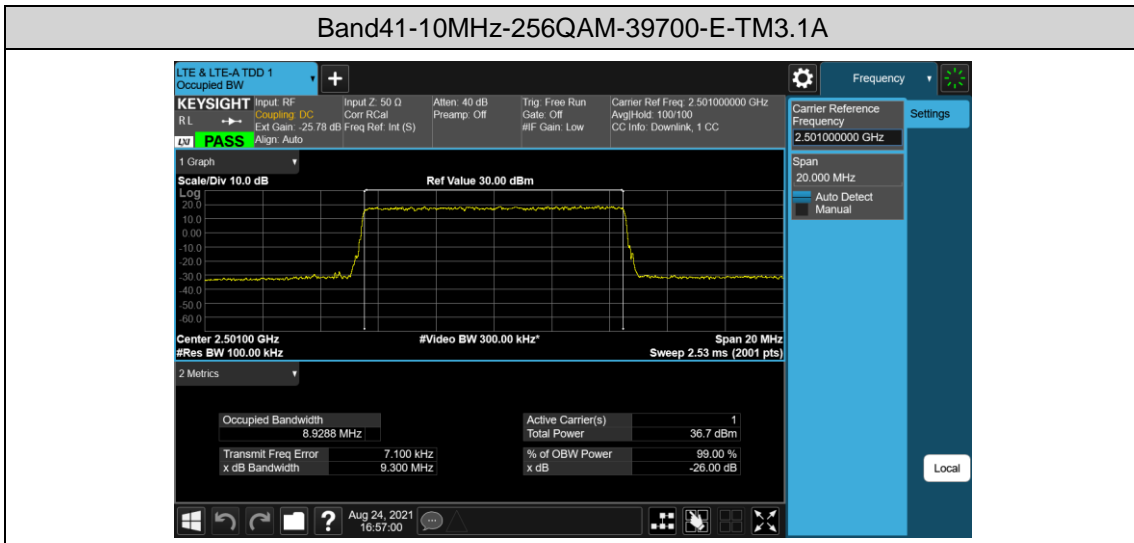 Band41-10MHz-256QAM-39700-E-TM3.1A
LTE & LTE-A TDD 1
Occupied BW
Frequency
KEYSIGHT
RL
LXI
PASS
Input: RF
Coupling: DC
Ext Gain: -25.78 dB
Align: Auto
Input Z: 50 Ω
Corr RCal
Freq Ref: Int (S)
Atten: 40 dB
Preamp: Off
Trig: Free Run
Gate: Off
#IF Gain: Low
Carrier Ref Freq: 2.501000000 GHz
Avg|Hold: 100/100
CC Info: Downlink, 1 CC
Carrier Reference
Frequency
2.501000000 GHz
Settings
Span
20.000 MHz
Auto Detect
Manual
1 Graph
Scale/Div 10.0 dB
Ref Value 30.00 dBm
Log
20.0
10.0
0.00
-10.0
-20.0
-30.0
-40.0
-50.0
-60.0
Center 2.50100 GHz
#Video BW 300.00 kHz*
Span 20 MHz
#Res BW 100.00 kHz
Sweep 2.53 ms (2001 pts)
2 Metrics
Occupied Bandwidth
8.9288 MHz
Active Carrier(s) 1
Total Power 36.7 dBm
Transmit Freq Error 7.100 kHz
x dB Bandwidth 9.300 MHz
% of OBW Power 99.00 %
x dB -26.00 dB
Local
Aug 24, 2021
16:57:00